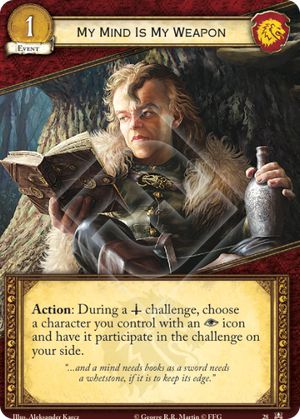 1
EVENT
MY MIND IS MY WEAPON
Action: During a challenge, choose
a character you control with an icon
and have it participate in the challenge on
your side.
"...and a mind needs books as a sword needs
a whetstone, if it is to keep its edge."
Illus. Aleksander Karcz
© George R.R. Martin © FFG
28